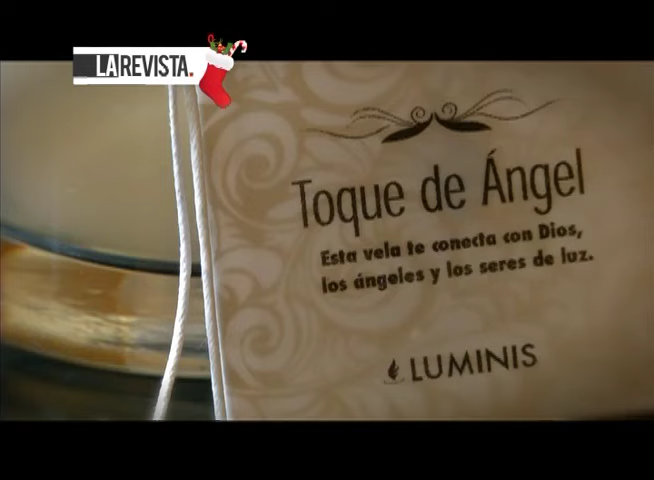 LAREVISTA.
Toque de Ángel
Esta vela te conecta con Dios,
los ángeles y los seres de luz.
LUMINIS